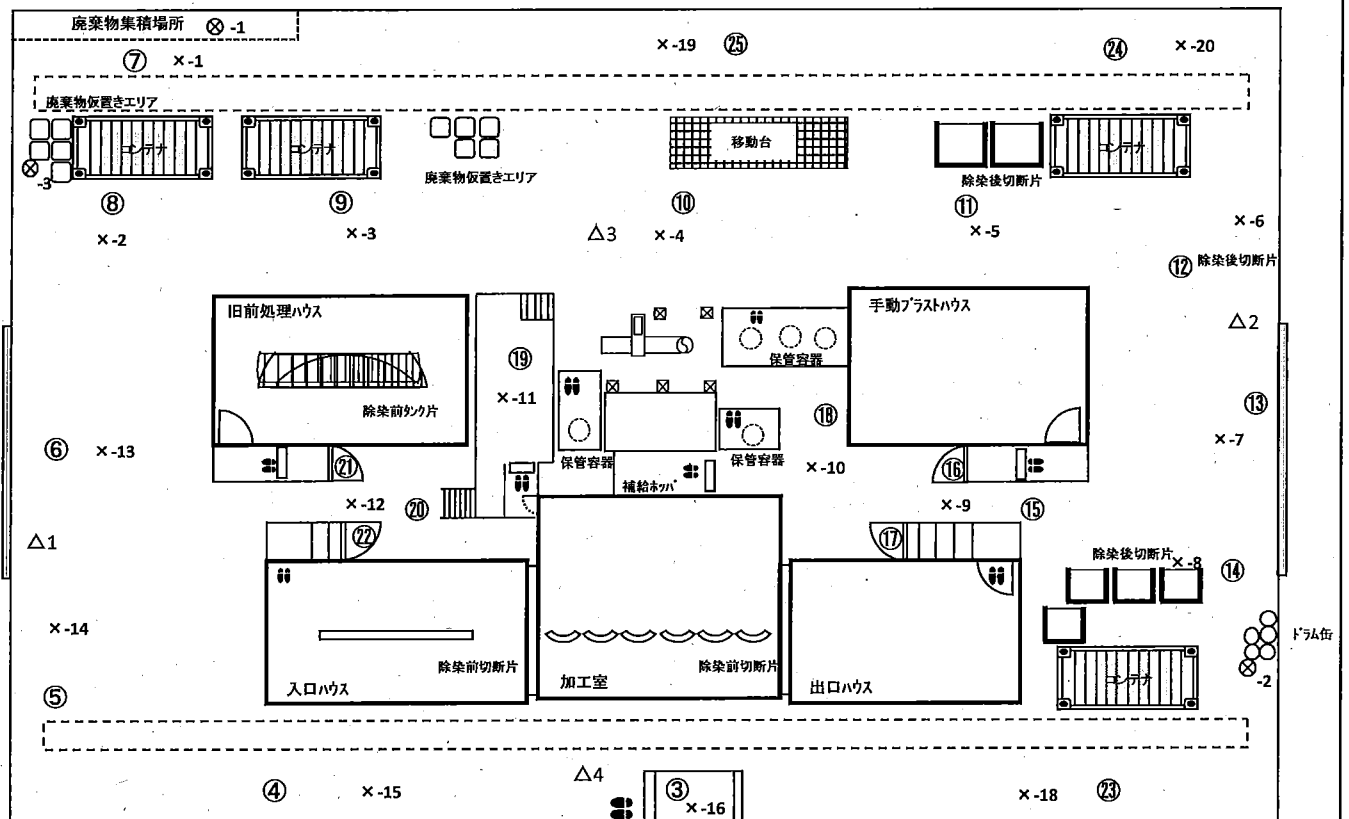 廃棄物集積場所 ⊗ -1
×-19 ㉕
㉔ ×-20
⑦ ×-1
廃棄物仮置きエリア
コンテナ
コンテナ
移動台
コンテナ
-3
廃棄物仮置きエリア
除染後切断片
⑧
⑨
⑩
⑪
×-2
×-3
△3
×-4
×-5
×-6
⑫ 除染後切断片
旧前処理ハウス
手動ブラストハウス
△2
⑲
保管容器
×-11
除染前タンク片
⑱
⑬
×-7
⑥ ×-13
㉑
保管容器
保管容器
×-10
⑯
補給ホッパ
×-12
⑳
×-9
⑮
△1
㉒
⑰
除染後切断片
×-8
⑭
×-14
ドラム缶
除染前切断片
除染前切断片
入口ハウス
加工室
出口ハウス
コンテナ
⊗
-2
⑤
④ ×-15
△4
③
×-16
×-18 ㉓